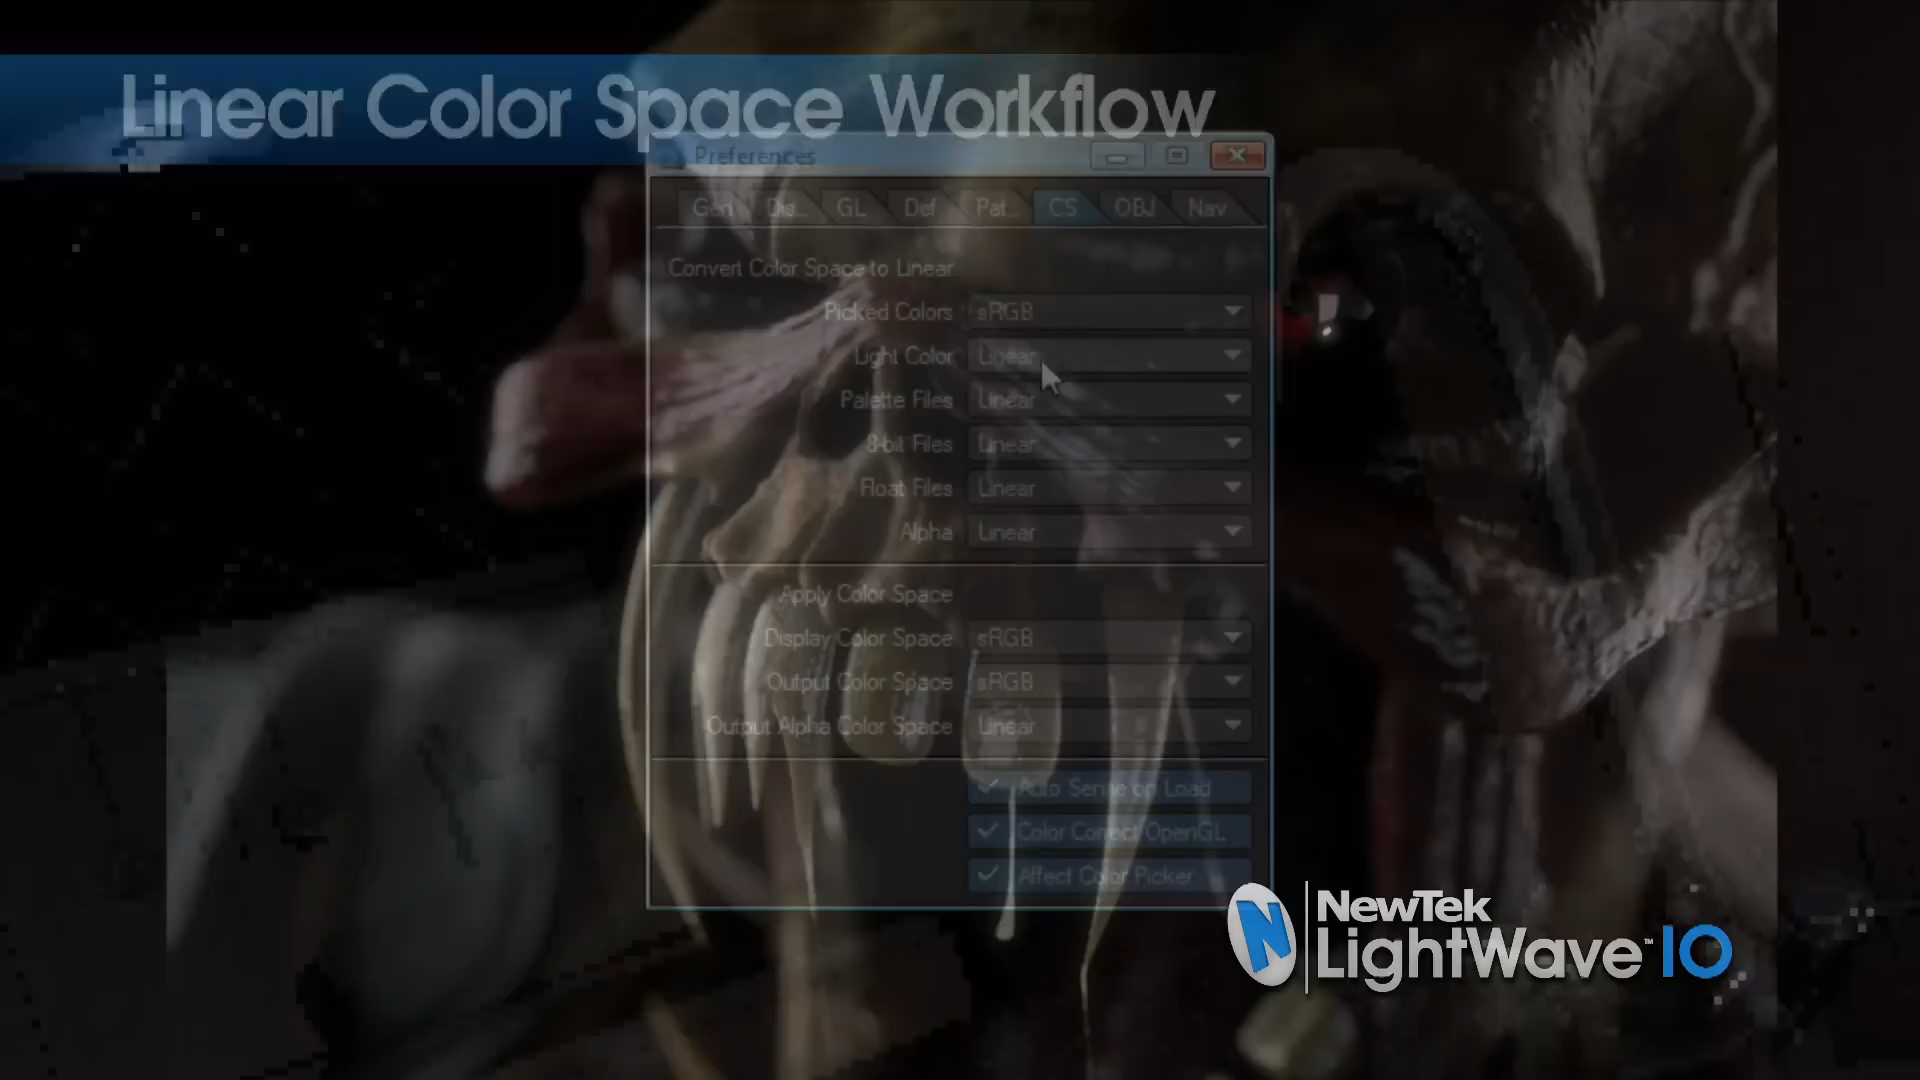 Linear Color Space Workflow
Preferences
Gen Dis... GL Def Pat... CS OBJ Nav
Convert Color Space to Linear
Picked Colors sRGB
Light Color Linear
Palette Files Linear
8-bit Files Linear
Float Files Linear
Alpha Linear
Apply Color Space
Display Color Space sRGB
Output Color Space sRGB
Output Alpha Color Space Linear
Auto Sense on Load
Color Correct OpenGL
Affect Color Picker
N NewTek
LightWave™ 10